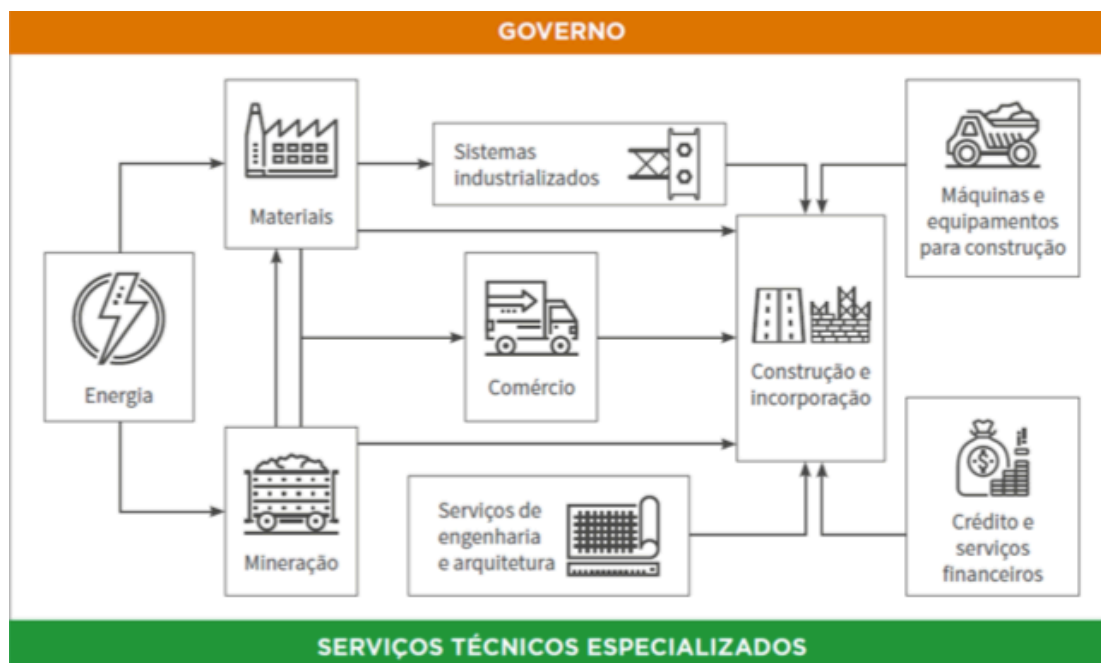 GOVERNO
Materiais
Sistemas
industrializados
Máquinas e
equipamentos
para construção
Energia
Comércio
Construção e
incorporação
Mineração
Serviços de
engenharia
e arquitetura
Crédito e
serviços
financeiros
SERVIÇOS TÉCNICOS ESPECIALIZADOS